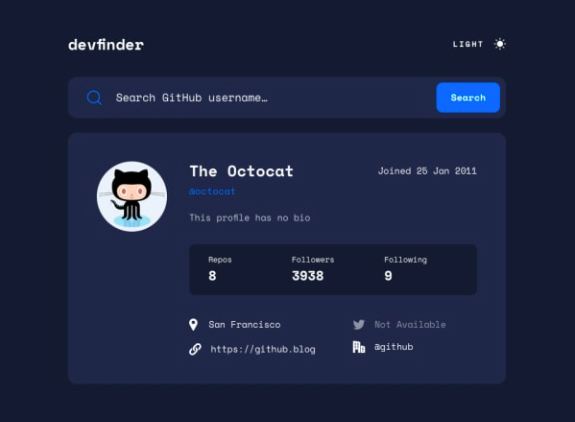 devfinder
LIGHT
Search GitHub username…
Search
The Octocat
Joined 25 Jan 2011
@octocat
This profile has no bio
Repos Followers Following
8 3938 9
San Francisco
Not Available
https://github.blog
@github